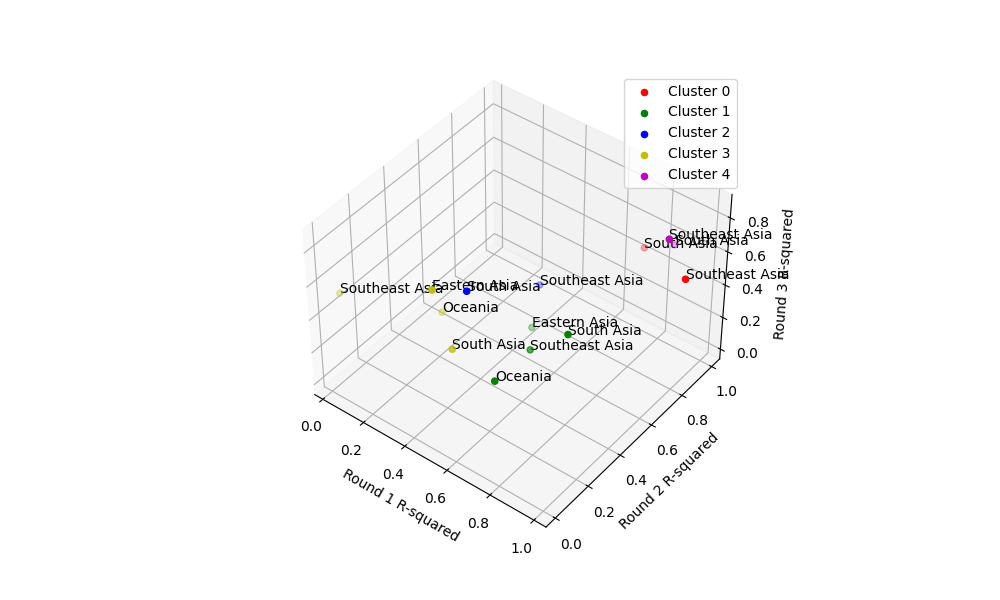 Cluster 0
Cluster 1
Cluster 2
Cluster 3
Cluster 4
Southeast Asia
South Asia
South Asia
Southeast Asia
Southeast Asia
Eastern Asia
South Asia
Southeast Asia
Oceania
Eastern Asia
South Asia
South Asia
Southeast Asia
Oceania
0.0
0.2
0.4
0.6
0.8
1.0
Round 1 R-squared
0.0
0.2
0.4
0.6
0.8
1.0
Round 2 R-squared
0.0
0.2
0.4
0.6
0.8
Round 3 R-squared